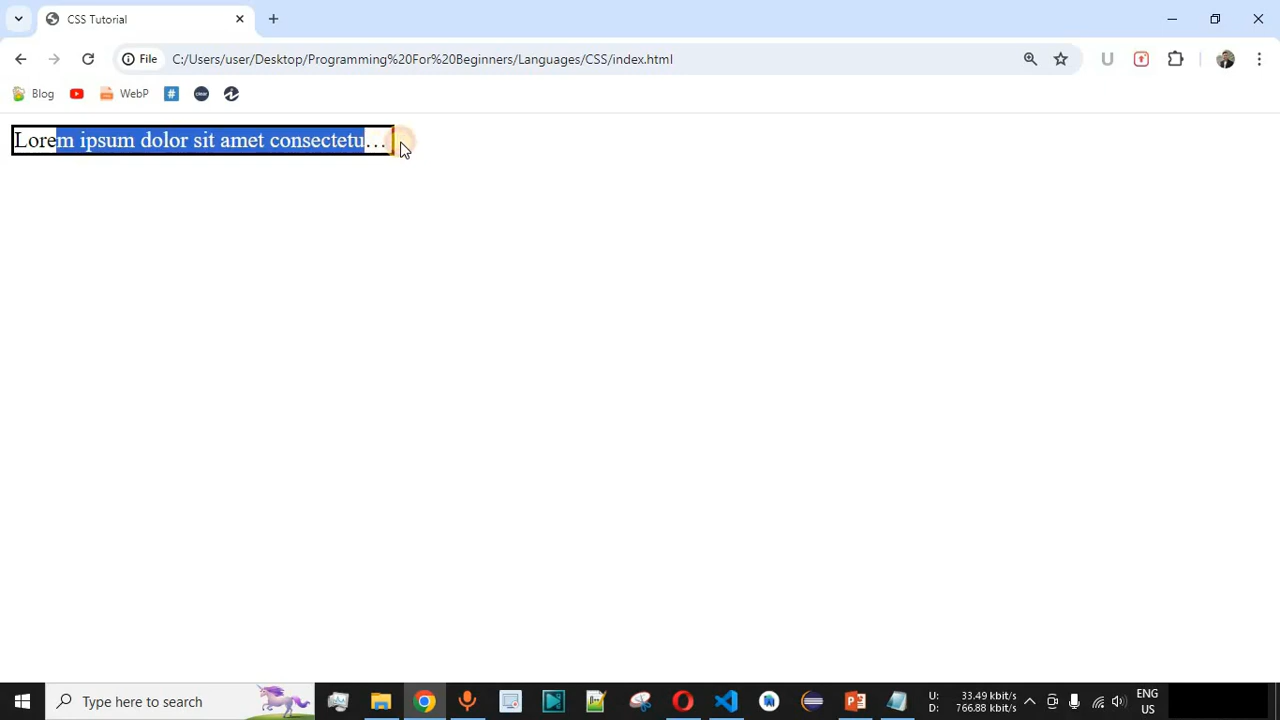 CSS Tutorial
File
C:/Users/user/Desktop/Programming%20For%20Beginners/Languages/CSS/index.html
Blog
WebP
Lorem ipsum dolor sit amet consectetu…
Type here to search
U: 33.49 kbit/s
D: 766.88 kbit/s
ENG
US